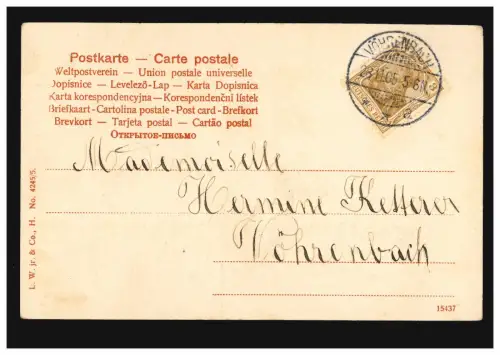 Postkarte — Carte postale
Weltpostverein — Union postale universelle
Dopisnice — Levelező-Lap — Karta Dopisnica
Karta korespondencyjna—Korespondenční listek
Briefkaart-Cartolina postale-Post card-Brefkort
Brevkort — Tarjeta postal — Cartão postal
Открытое-письмо
VÖHRENBACH
Mademoiselle
Hermine Ketterer
Vöhrenbach
L. W. jr. & Co., H. No. 4245/5.
15437